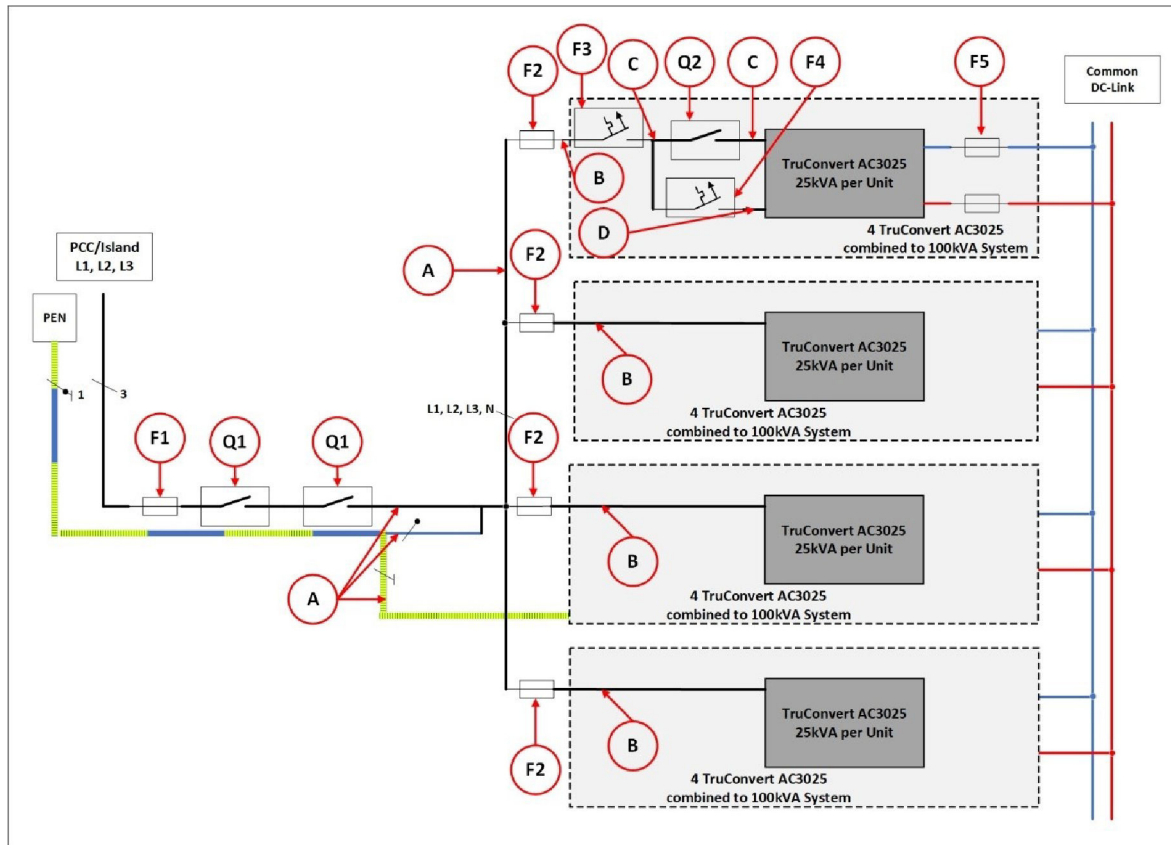 F2
F3
C
Q2
C
F4
F5
Common
DC-Link
B
TruConvert AC3025
25kVA per Unit
D
4 TruConvert AC3025
combined to 100kVA System
PCC/Island
L1, L2, L3
A
F2
PEN
TruConvert AC3025
25kVA per Unit
B
1
3
L1, L2, L3, N
4 TruConvert AC3025
combined to 100kVA System
F1
Q1
Q1
F2
TruConvert AC3025
25kVA per Unit
B
A
4 TruConvert AC3025
combined to 100kVA System
TruConvert AC3025
25kVA per Unit
B
F2
4 TruConvert AC3025
combined to 100kVA System